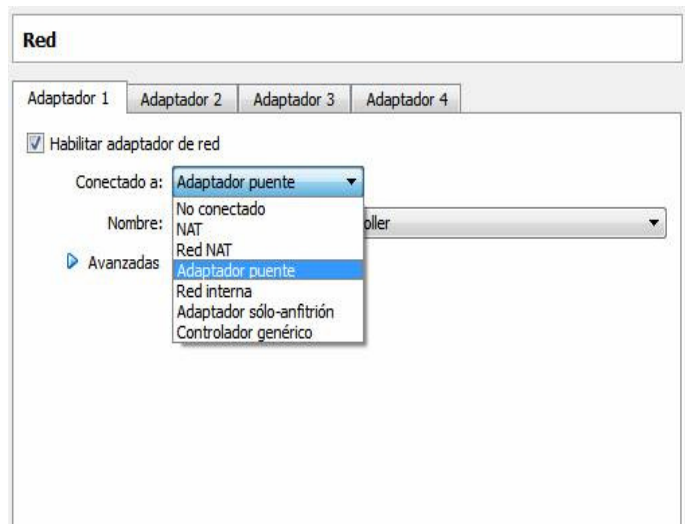 Red
Adaptador 1 Adaptador 2 Adaptador 3 Adaptador 4
Habilitar adaptador de red
Conectado a: Adaptador puente
No conectado
Nombre: oller
NAT
Red NAT
Avanzadas
Adaptador puente
Red interna
Adaptador sólo-anfitrión
Controlador genérico